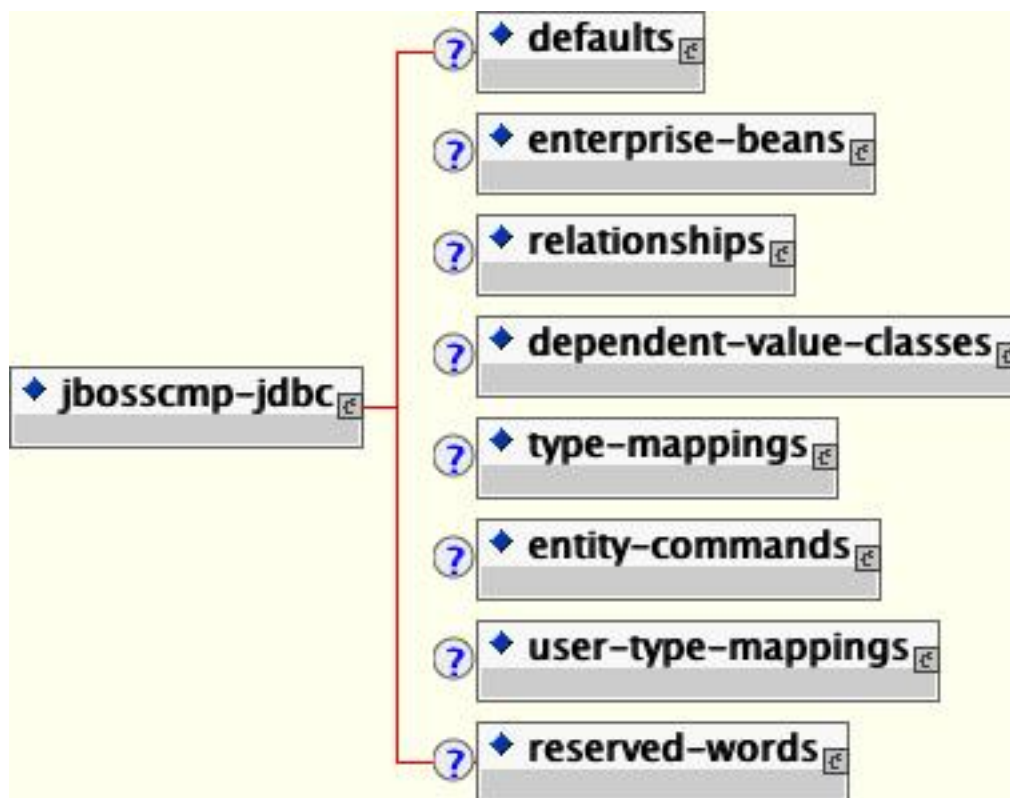 ? defaults
? enterprise-beans
? relationships
? dependent-value-classes
jbosscmp-jdbc
? type-mappings
? entity-commands
? user-type-mappings
? reserved-words